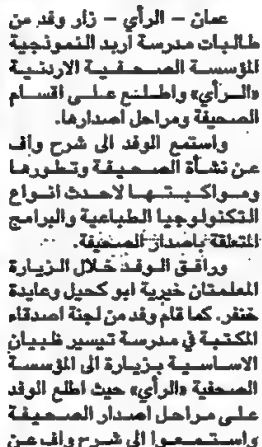 عمان - الرأي - زار وفد من
طالبات مدرسة اربد النموذجية
المؤسسة الصحفية الاردنية
«الرأي» واطلع على اقسام
الصحيفة ومراحل اصدارها.
واستمع الوفد الى شرح واف
عن نشأة الصحيفة وتطورها
ومواكبتها لاحدث انواع
التكنولوجيا الطباعية والبرامج
المتعلقة باصدار الصحيفة.
ورافق الوفد خلال الزيارة
المعلمتان خيرية ابو كحيل وعايدة
خنفر. كما قام وفد من لجنة اصدقاء
المكتبة في مدرسة تيسير ظبيان
الاساسية بزيارة الى المؤسسة
الصحفية «الرأي» حيث اطلع الوفد
على مراحل اصدار الصحيفة
واستمعوا الى شرح واف عن